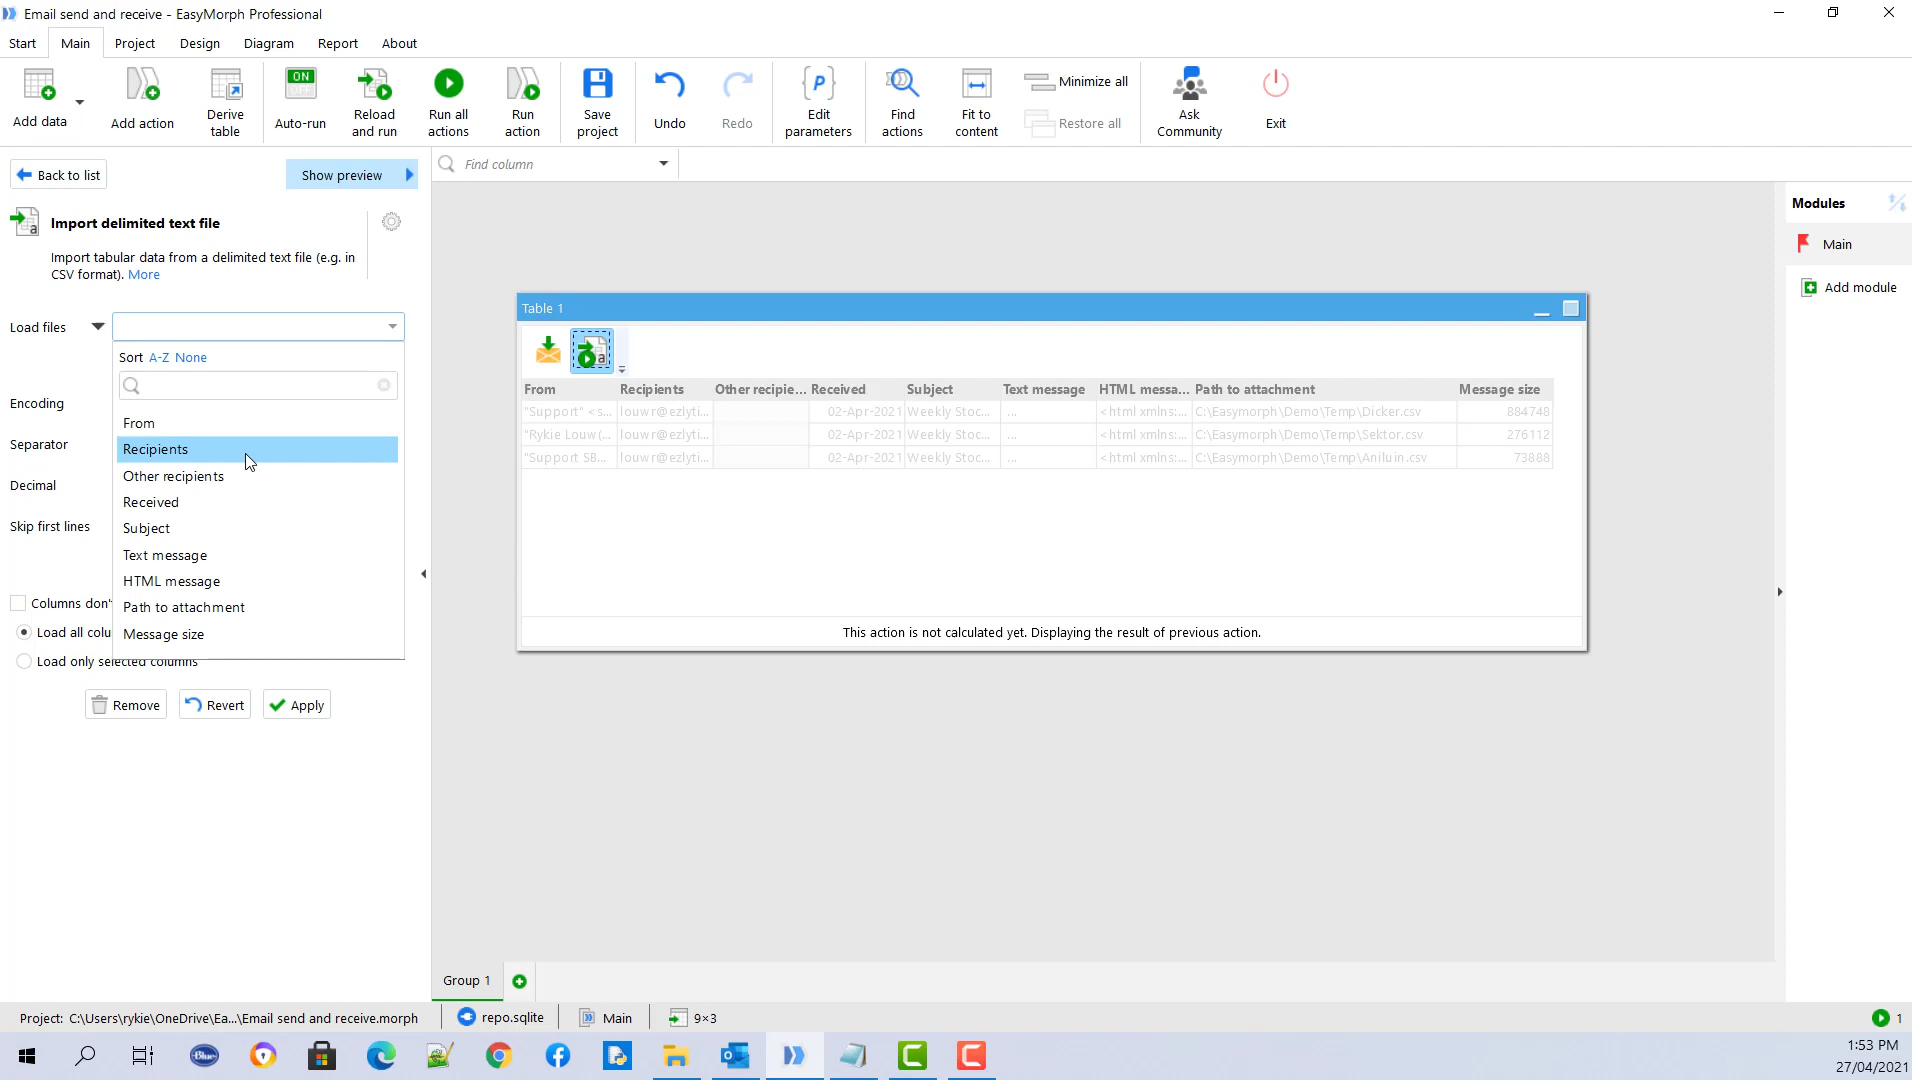 Email send and receive - EasyMorph Professional
Start Main Project Design Diagram Report About
Add data
Add action
Derive table
ON
Auto-run
Reload and run
Run all actions
Run action
Save project
Undo
Redo
Edit parameters
Find actions
Fit to content
Minimize all
Restore all
Ask Community
Exit
Back to list
Show preview
Find column
Import delimited text file
Import tabular data from a delimited text file (e.g. in
CSV format). More
Load files
Sort A-Z None
Encoding
Separator
Decimal
Skip first lines
From
Recipients
Other recipients
Received
Subject
Text message
HTML message
Path to attachment
Message size
Columns don'
Load all colu
Load only selected columns
Remove
Revert
Apply
Table 1
From Recipients Other recipie... Received Subject Text message HTML messa... Path to attachment Message size
"Support" <s... louwr@ezlyti... 02-Apr-2021 Weekly Stoc... ... <html xmlns:... C:\Easymorph\Demo\Temp\Dicker.csv 884748
"Rykie Louw (... louwr@ezlyti... 02-Apr-2021 Weekly Stoc... ... <html xmlns:... C:\Easymorph\Demo\Temp\Sektor.csv 276112
"Support SB... louwr@ezlyti... 02-Apr-2021 Weekly Stoc... ... <html xmlns:... C:\Easymorph\Demo\Temp\Aniluin.csv 73888
This action is not calculated yet. Displaying the result of previous action.
Modules
Main
Add module
Group 1
Project: C:\Users\rykie\OneDrive\Ea...\Email send and receive.morph
repo.sqlite
Main
9×3
1
Blue
1:53 PM
27/04/2021